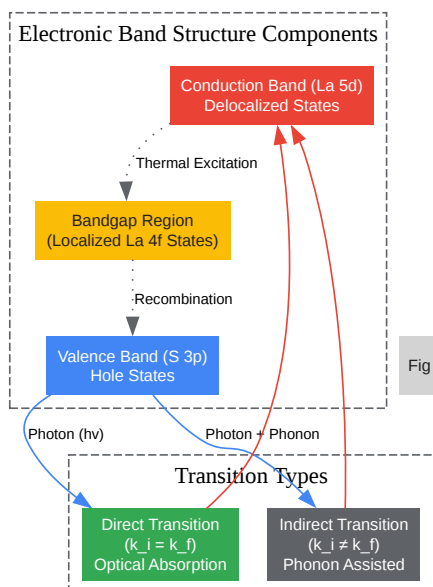 Electronic Band Structure Components
Conduction Band (La 5d)
Delocalized States
Thermal Excitation
Bandgap Region
(Localized La 4f States)
Recombination
Valence Band (S 3p)
Hole States
Fig
Photon (hv)
Photon + Phonon
Transition Types
Direct Transition
(k_i = k_f)
Optical Absorption
Indirect Transition
(k_i ≠ k_f)
Phonon Assisted